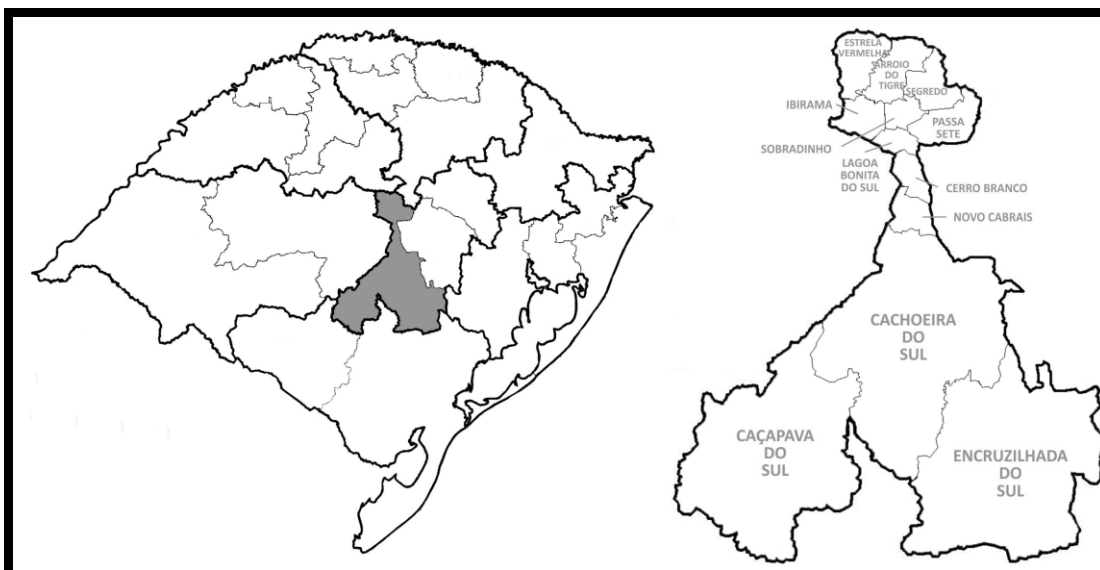 ESTRELA
VERMELHA
ARROIO
DO
TIGRE
SEGREDO
IBIRAMA
PASSA
SETE
SOBRADINHO
LAGOA
BONITA
DO SUL
CERRO BRANCO
NOVO CABRAIS
CACHOEIRA
DO
SUL
CAÇAPAVA
DO
SUL
ENCRUZILHADA
DO
SUL